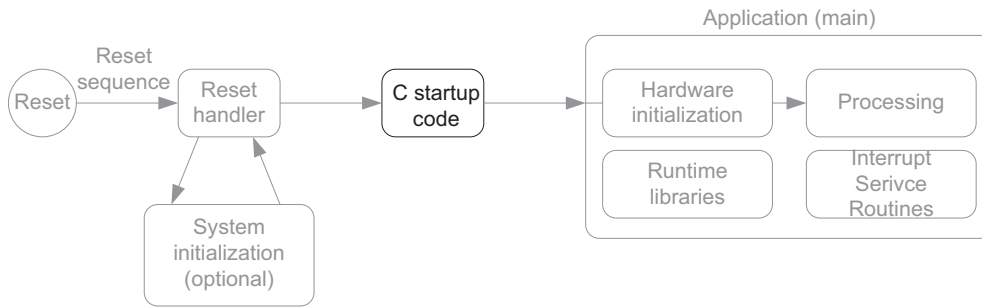 Application (main)
Reset
sequence
Reset
Reset
handler
C startup
code
Hardware
initialization
Processing
Runtime
libraries
Interrupt
Serivce
Routines
System
initialization
(optional)